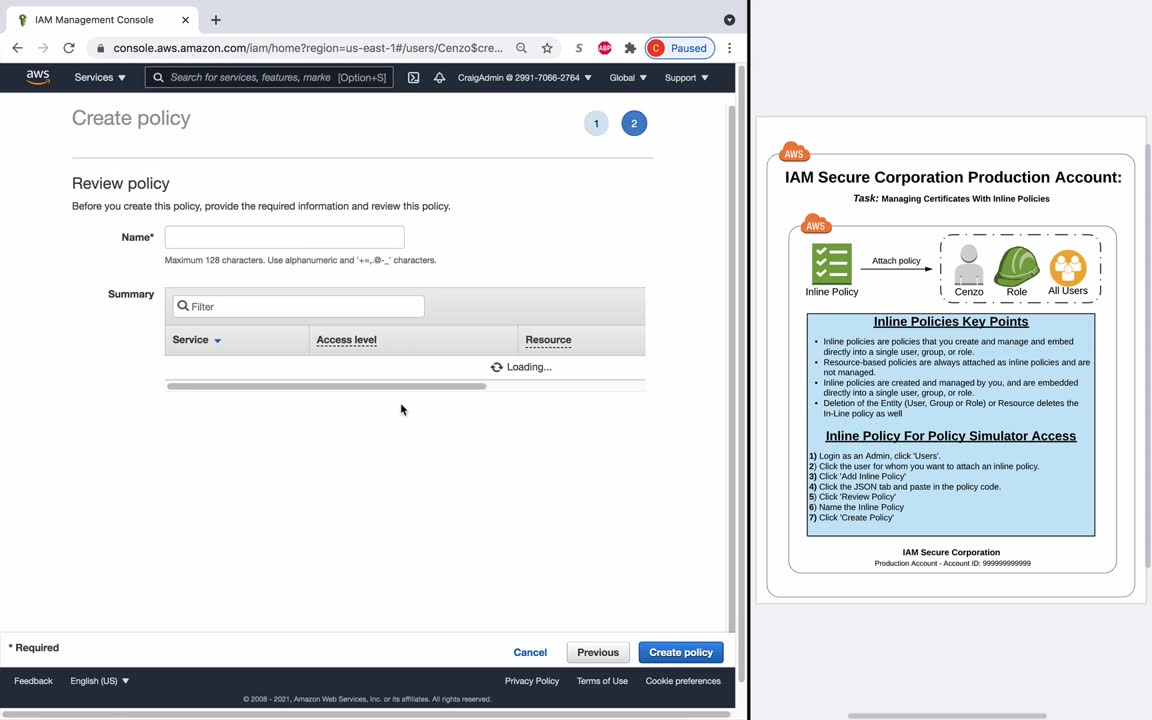 IAM Management Console
console.aws.amazon.com/iam/home?region=us-east-1#/users/Cenzo$cre...
S
ABP
C Paused
aws
Services
Search for services, features, marke [Option+S]
CraigAdmin @ 2991-7066-2764
Global
Support
Create policy
1
2
Review policy
Before you create this policy, provide the required information and review this policy.
Name*
Maximum 128 characters. Use alphanumeric and '+=,.@-_' characters.
Summary
Filter
Service
Access level
Resource
Loading...
* Required
Cancel
Previous
Create policy
Feedback
English (US)
Privacy Policy
Terms of Use
Cookie preferences
© 2008 - 2021, Amazon Web Services, Inc. or its affiliates. All rights reserved.
AWS
IAM Secure Corporation Production Account:
Task: Managing Certificates With Inline Policies
AWS
Attach policy
Inline Policy
Cenzo
Role
All Users
Inline Policies Key Points
• Inline policies are policies that you create and manage and embed
directly into a single user, group, or role.
• Resource-based policies are always attached as inline policies and are
not managed.
• Inline policies are created and managed by you, and are embedded
directly into a single user, group, or role.
• Deletion of the Entity (User, Group or Role) or Resource deletes the
In-Line policy as well
Inline Policy For Policy Simulator Access
1) Login as an Admin, click 'Users'.
2) Click the user for whom you want to attach an inline policy.
3) Click 'Add Inline Policy'
4) Click the JSON tab and paste in the policy code.
5) Click 'Review Policy'
6) Name the Inline Policy
7) Click 'Create Policy'
IAM Secure Corporation
Production Account - Account ID: 999999999999